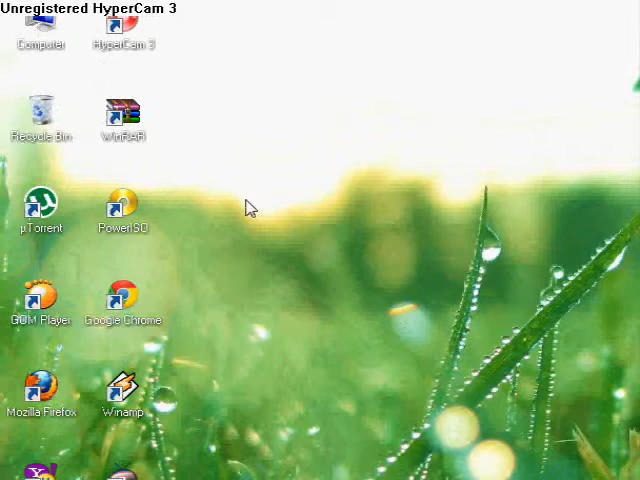 Unregistered HyperCam 3
Computer
HyperCam 3
Recycle Bin
WinRAR
µTorrent
PowerISO
GOM Player
Google Chrome
Mozilla Firefox
Winamp